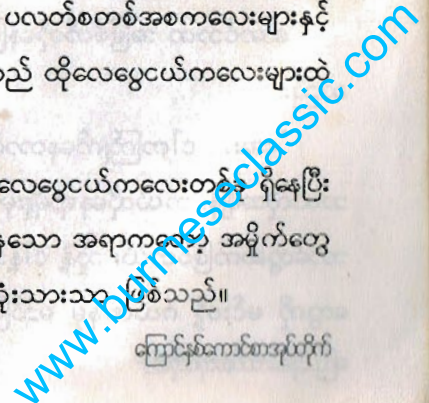 ပလတ်စတစ်အစကလေးများနှင့်
ည် ထိုလေပွေငယ်ကလေးများထဲ
လေပွေငယ်ကလေးတစ်ခု ရှိနေပြီး
နသော အရာကတော့ အမှိုက်တွေ
ုံးသားသာ ဖြစ်သည်။
ကြောင်နှစ်ကောင်စာအုပ်တိုက်
www.burmeseclassic.com